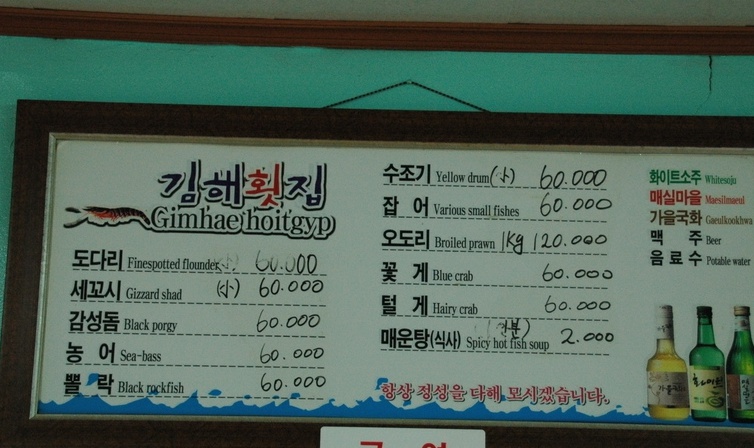 김해횟집
Gimhae hoitgyp
도다리 Finespotted flounder (小) 60.000
세꼬시 Gizzard shad (小) 60.000
감성돔 Black porgy 60.000
농 어 Sea-bass 60.000
뽈 락 Black rockfish 60.000
수조기 Yellow drum (小) 60.000
잡 어 Various small fishes 60.000
오도리 Broiled prawn 1kg 120.000
꽃 게 Blue crab 60.000
털 게 Hairy crab 60.000
매운탕(식사) Spicy hot fish soup 2.000
항상 정성을 다해 모시겠습니다.
화이트소주 Whitesoju
매실마을 Maesilmaeul
가을국화 Gaeulkookhwa
맥 주 Beer
음 료 수 Potable water